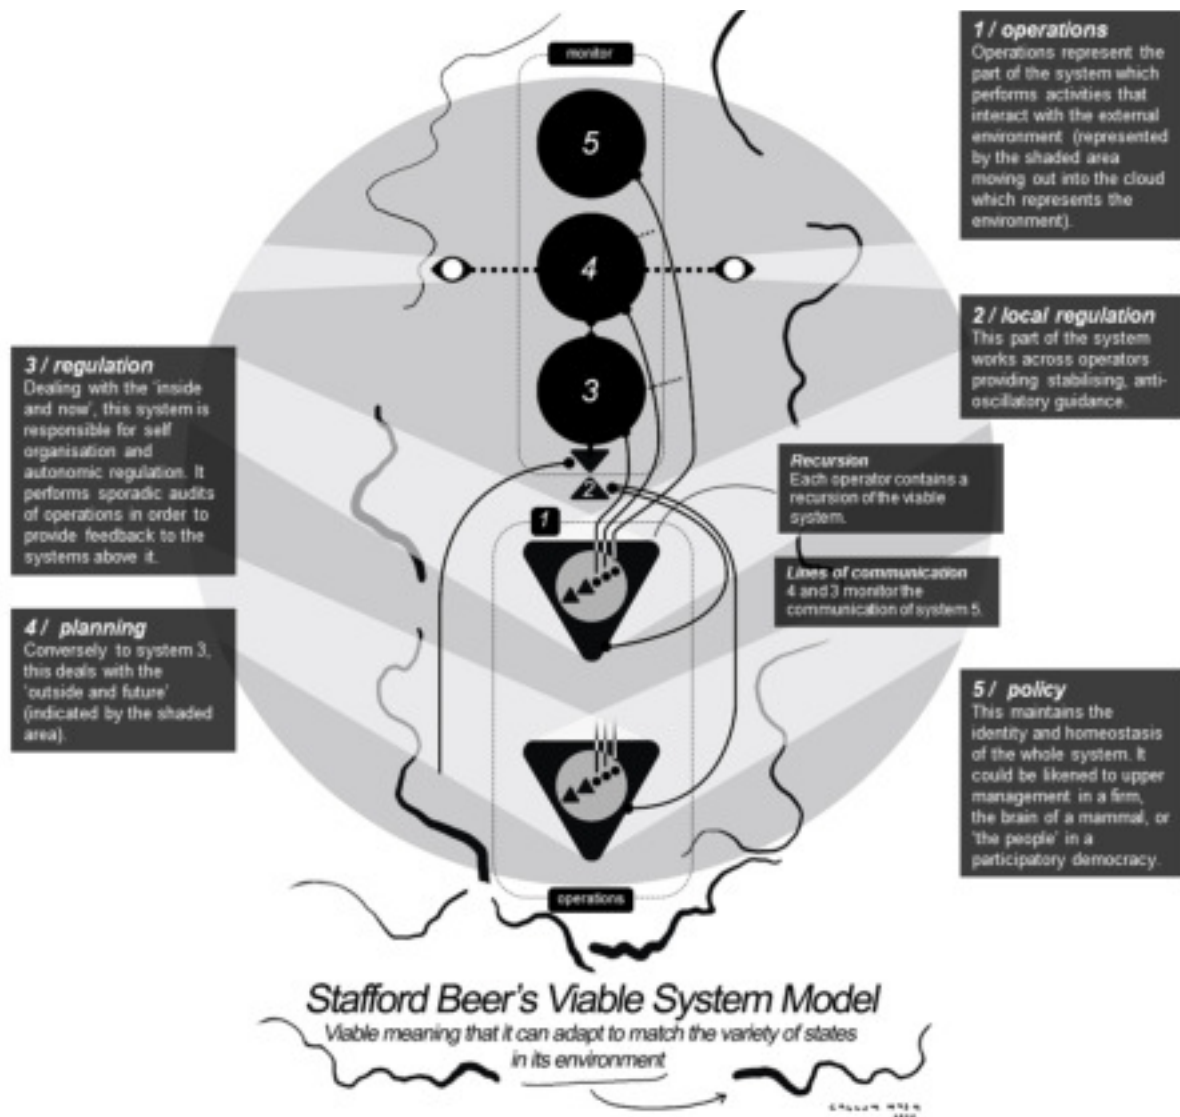 monitor
5
4
3
2
1
operations
1 / operations
Operations represent the
part of the system which
performs activities that
interact with the external
environment (represented
by the shaded area
moving out into the cloud
which represents the
environment).
2 / local regulation
This part of the system
works across operators
providing stabilising, anti-
oscillatory guidance.
3 / regulation
Dealing with the 'inside
and now', this system is
responsible for self
organisation and
autonomic regulation. It
performs sporadic audits
of operations in order to
provide feedback to the
systems above it.
Recursion
Each operator contains a
recursion of the viable
system.
Lines of communication
4 and 3 monitor the
communication of system 5.
4 / planning
Conversely to system 3,
this deals with the
'outside and future'
(indicated by the shaded
area).
5 / policy
This maintains the
identity and homeostasis
of the whole system. It
could be likened to upper
management in a firm,
the brain of a mammal, or
'the people' in a
participatory democracy.
Stafford Beer's Viable System Model
Viable meaning that it can adapt to match the variety of states
in its environment